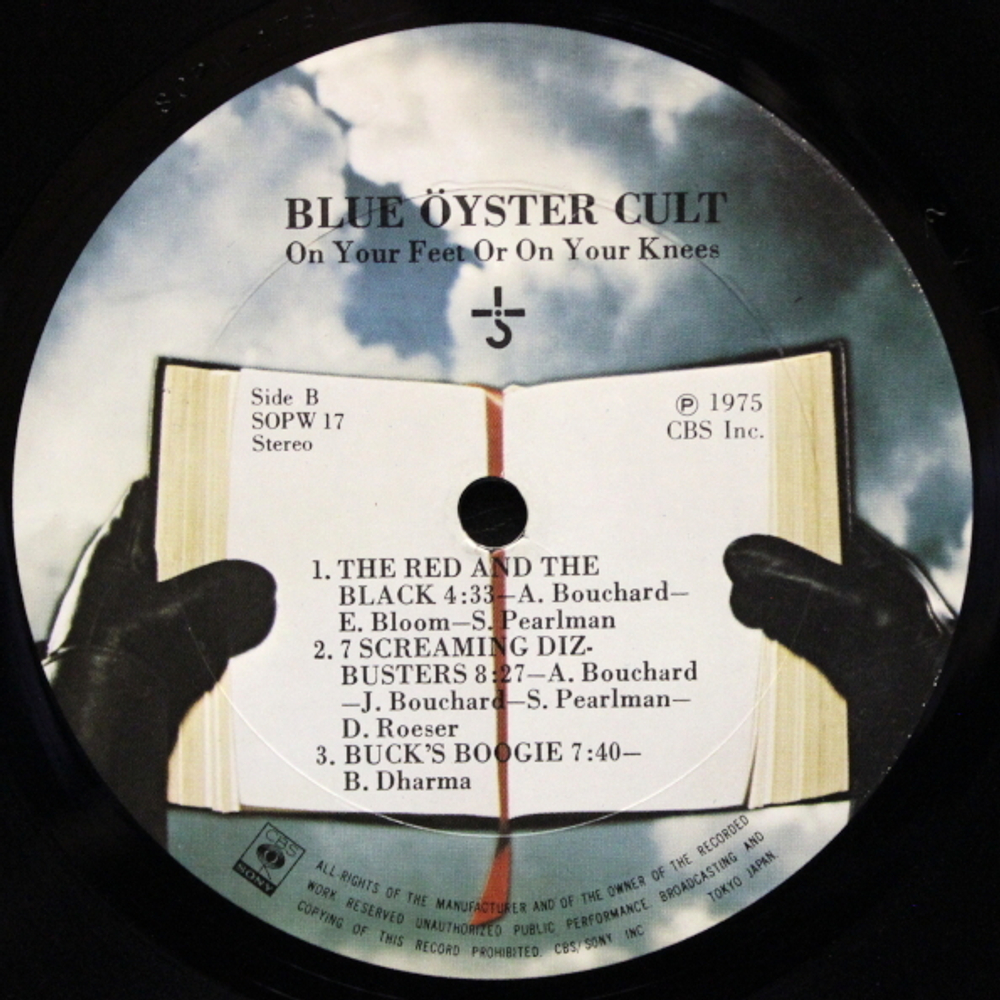 BLUE ÖYSTER CULT
On Your Feet Or On Your Knees
Side B
SOPW 17
Stereo
℗ 1975
CBS Inc.
1. THE RED AND THE
BLACK 4:33—A. Bouchard—
E. Bloom—S. Pearlman
2. 7 SCREAMING DIZ-
BUSTERS 8:27—A. Bouchard
—J. Bouchard—S. Pearlman—
D. Roeser
3. BUCK'S BOOGIE 7:40—
B. Dharma
CBS
SONY
ALL RIGHTS OF THE MANUFACTURER AND OF THE OWNER OF THE RECORDED
WORK RESERVED UNAUTHORIZED PUBLIC PERFORMANCE BROADCASTING AND
COPYING OF THIS RECORD PROHIBITED. CBS/SONY INC TOKYO JAPAN.